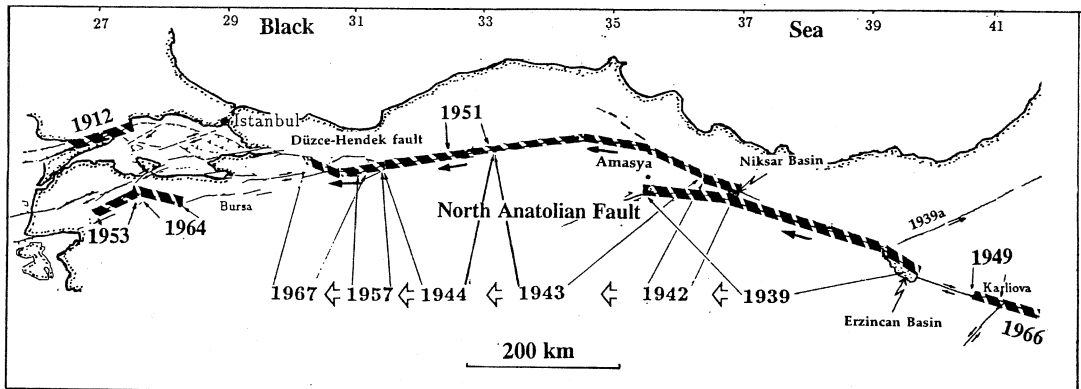 27 29 31 33 35 37 39 41
Black Sea
1912
Istanbul
1951
Düzce-Hendek fault
Amasya
Niksar Basin
Bursa
North Anatolian Fault
1939a
1953
1964
1949
Karliova
1967 1957 1944 1943 1942 1939
Erzincan Basin
1966
200 km